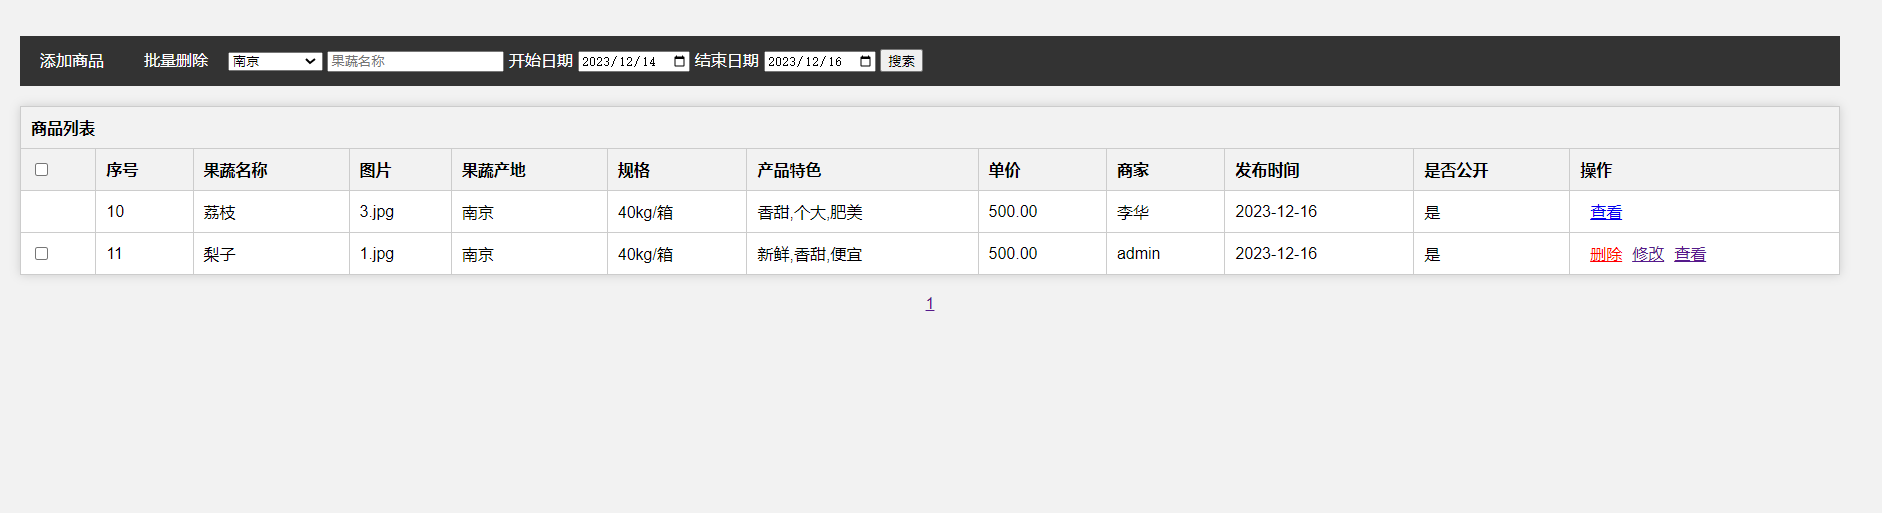 添加商品 批量删除 南京 果蔬名称 开始日期 2023/12/14 结束日期 2023/12/16 搜索
商品列表
序号 果蔬名称 图片 果蔬产地 规格 产品特色 单价 商家 发布时间 是否公开 操作
10 荔枝 3.jpg 南京 40kg/箱 香甜,个大,肥美 500.00 李华 2023-12-16 是 查看
11 梨子 1.jpg 南京 40kg/箱 新鲜,香甜,便宜 500.00 admin 2023-12-16 是 删除 修改 查看
1